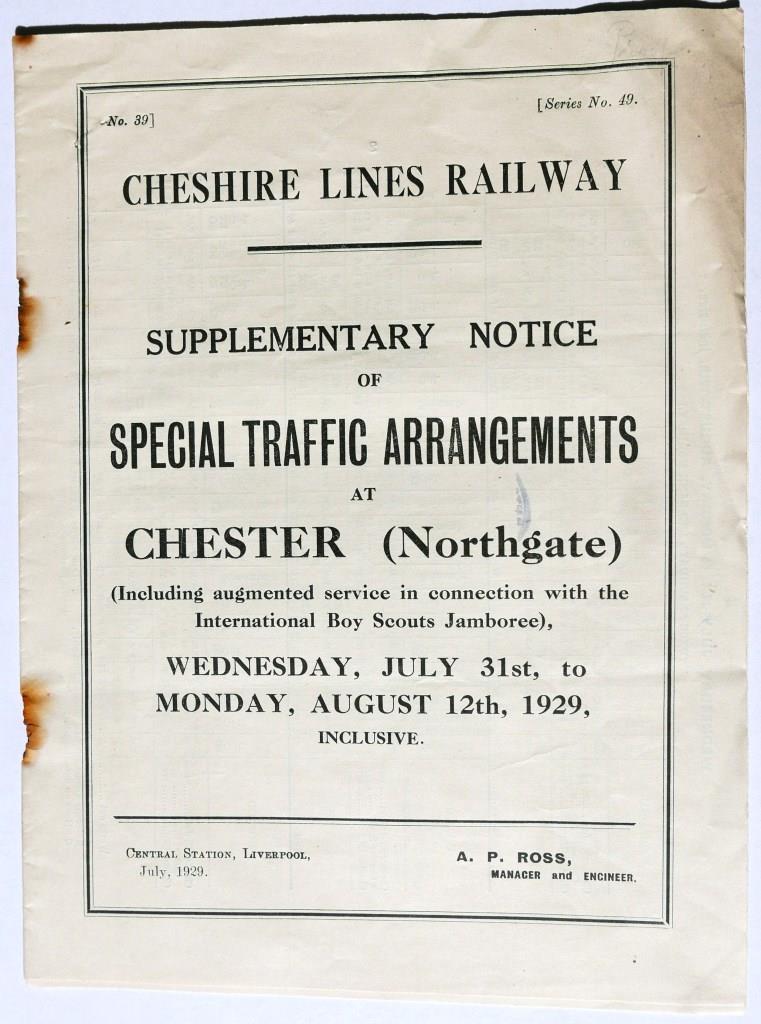 No. 39]
[Series No. 49.
CHESHIRE LINES RAILWAY
SUPPLEMENTARY NOTICE
OF
SPECIAL TRAFFIC ARRANGEMENTS
AT
CHESTER (Northgate)
(Including augmented service in connection with the
International Boy Scouts Jamboree),
WEDNESDAY, JULY 31st, to
MONDAY, AUGUST 12th, 1929,
INCLUSIVE.
CENTRAL STATION, LIVERPOOL,
July, 1929.
A. P. ROSS,
MANAGER and ENGINEER.